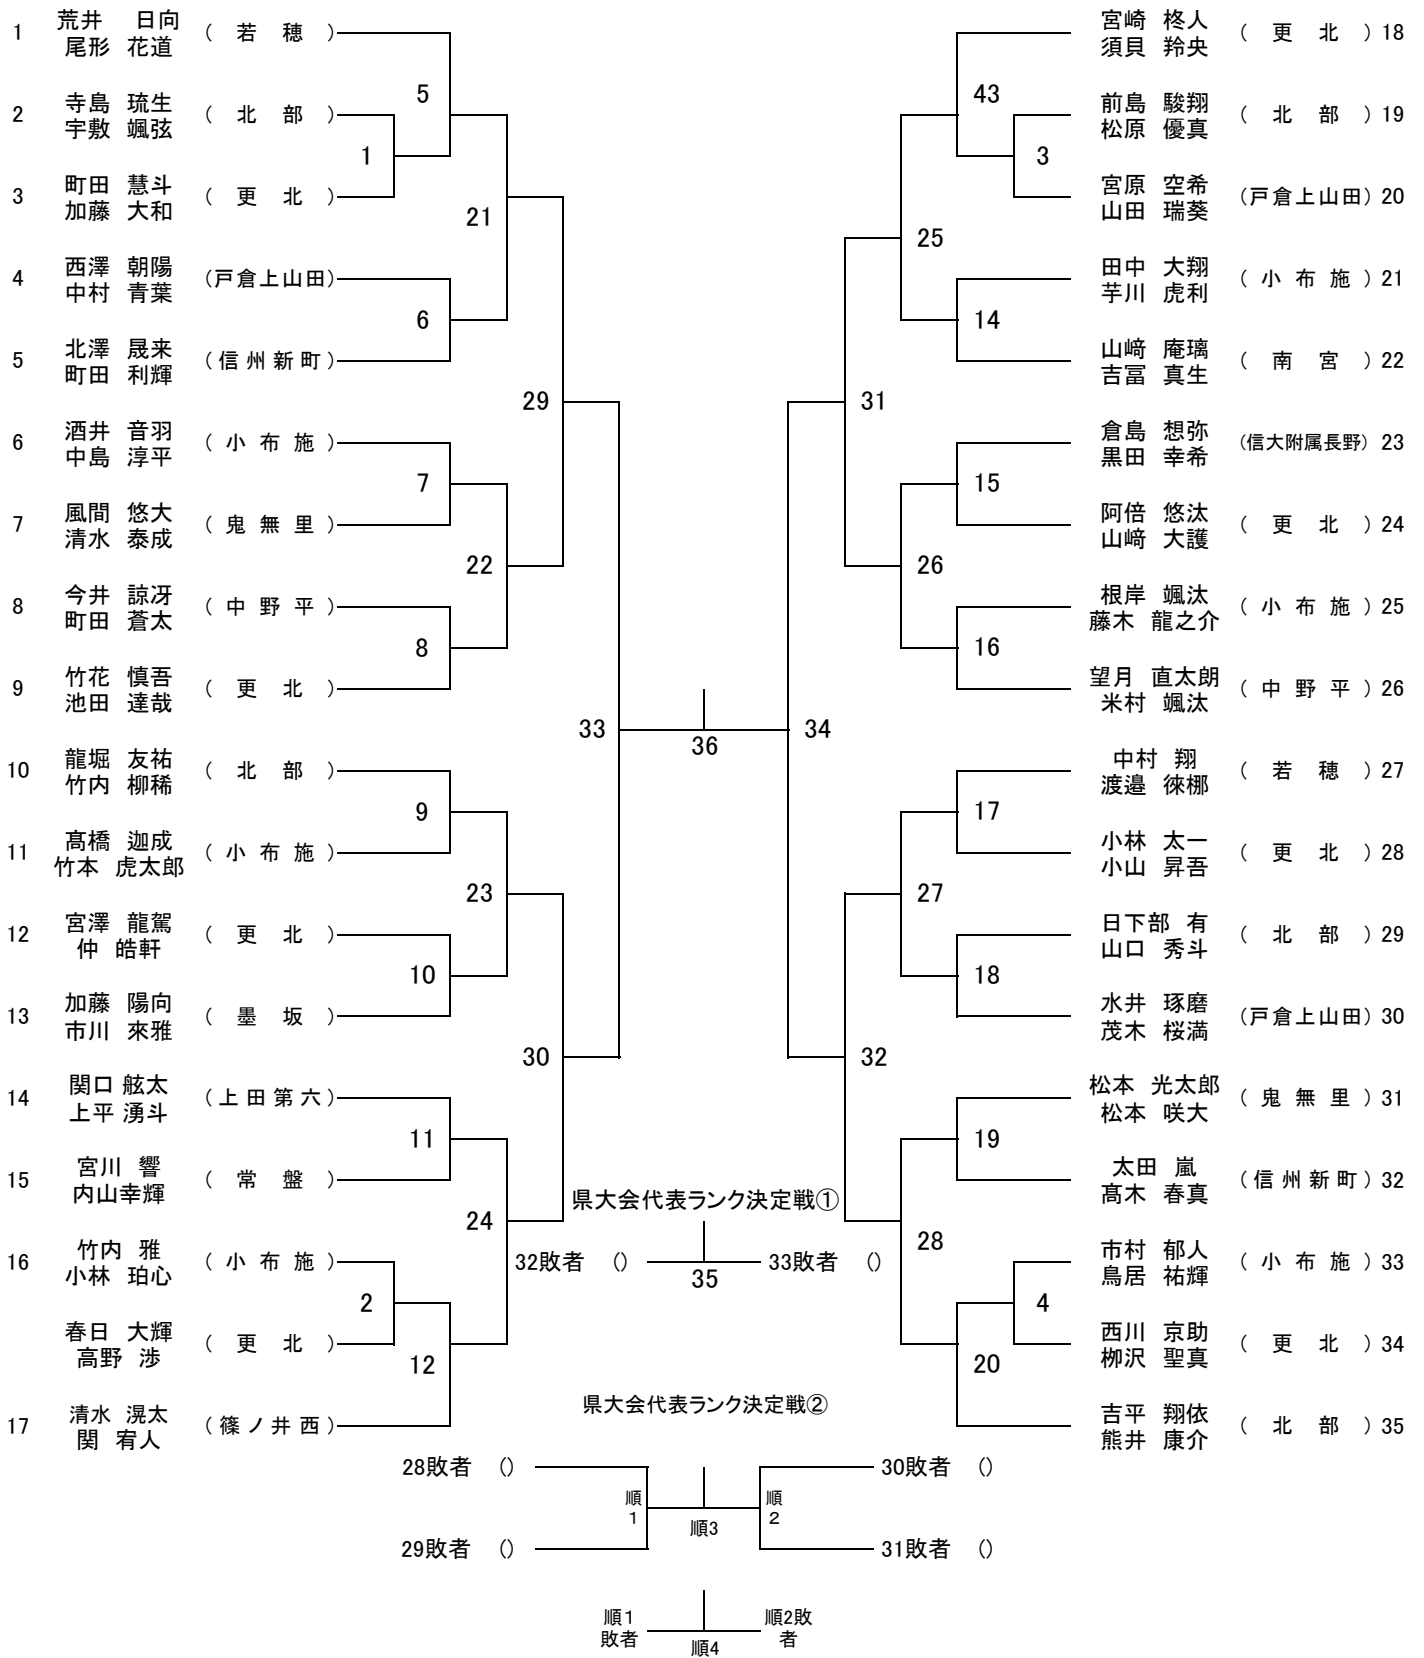 1 荒井 日向 (若穂)
尾形 花道
2 寺島 琉生 (北部)
宇敷 颯弦
3 町田 慧斗 (更北)
加藤 大和
4 西澤 朝陽 (戸倉上山田)
中村 青葉
5 北澤 晟来 (信州新町)
町田 利輝
6 酒井 音羽 (小布施)
中島 淳平
7 風間 悠大 (鬼無里)
清水 泰成
8 今井 諒冴 (中野平)
町田 蒼太
9 竹花 慎吾 (更北)
池田 達哉
10 龍堀 友祐 (北部)
竹内 柳稀
11 髙橋 迦成 (小布施)
竹本 虎太郎
12 宮澤 龍駕 (更北)
仲 皓軒
13 加藤 陽向 (墨坂)
市川 來雅
14 関口 舷太 (上田第六)
上平 湧斗
15 宮川 響 (常盤)
内山幸輝
16 竹内 雅 (小布施)
小林 珀心
春日 大輝 (更北)
高野 渉
17 清水 滉太 (篠ノ井西)
関 宥人
1
2
5
6
7
8
9
10
11
12
21
22
23
24
29
30
33
36
34
31
32
25
26
27
28
43
14
15
16
17
18
19
20
3
4
宮崎 柊人 (更北) 18
須貝 羚央
前島 駿翔 (北部) 19
松原 優真
宮原 空希 (戸倉上山田) 20
山田 瑞葵
田中 大翔 (小布施) 21
芋川 虎利
山﨑 庵璃 (南宮) 22
吉冨 真生
倉島 想弥 (信大附属長野) 23
黒田 幸希
阿倍 悠汰 (更北) 24
山﨑 大護
根岸 颯汰 (小布施) 25
藤木 龍之介
望月 直太朗 (中野平) 26
米村 颯汰
中村 翔 (若穂) 27
渡邉 徠梛
小林 太一 (更北) 28
小山 昇吾
日下部 有 (北部) 29
山口 秀斗
水井 琢磨 (戸倉上山田) 30
茂木 桜満
松本 光太郎 (鬼無里) 31
松本 咲大
太田 嵐 (信州新町) 32
髙木 春真
市村 郁人 (小布施) 33
鳥居 祐輝
西川 京助 (更北) 34
栁沢 聖真
吉平 翔依 (北部) 35
熊井 康介
県大会代表ランク決定戦①
32敗者 () 33敗者 ()
35
県大会代表ランク決定戦②
28敗者 () 30敗者 ()
順1 順2
順3
29敗者 () 31敗者 ()
順1 順2敗
敗者 者
順4